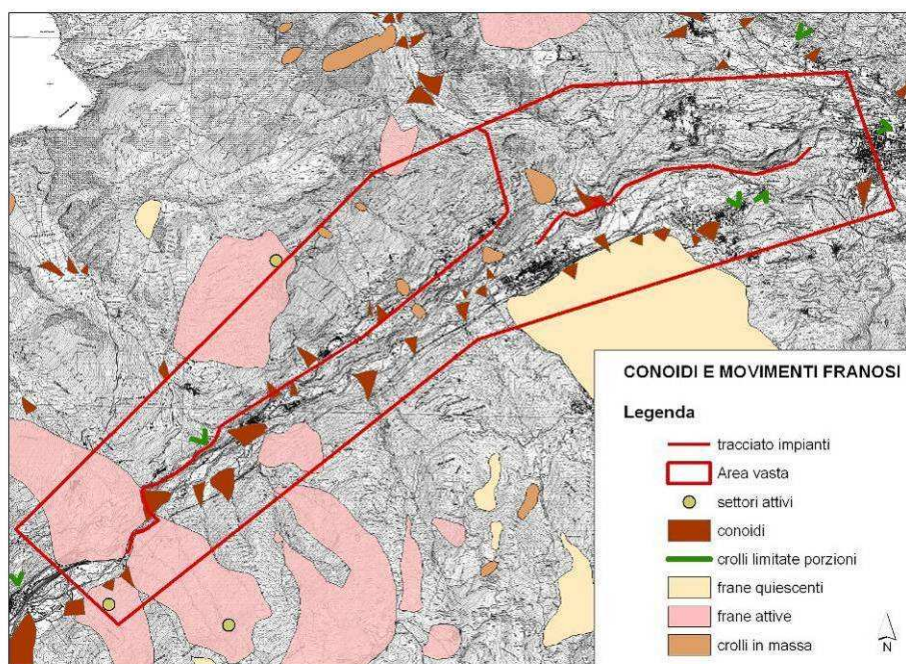 CONOIDI E MOVIMENTI FRANOSI
Legenda
tracciato impianti
Area vasta
settori attivi
conoidi
crolli limitate porzioni
frane quiescenti
frane attive
crolli in massa
N